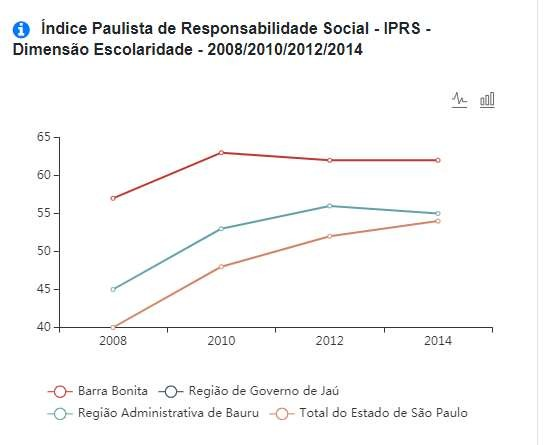 Índice Paulista de Responsabilidade Social - IPRS -
Dimensão Escolaridade - 2008/2010/2012/2014
65
60
55
50
45
40
2008 2010 2012 2014
Barra Bonita Região de Governo de Jaú
Região Administrativa de Bauru Total do Estado de São Paulo